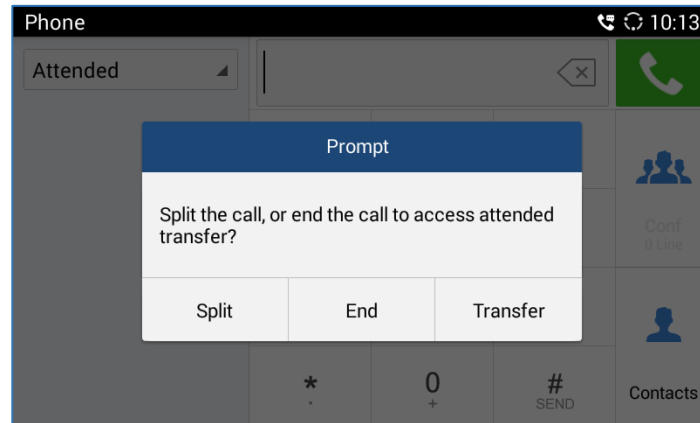 Phone
10:13
Attended
Prompt
Split the call, or end the call to access attended
transfer?
Split
End
Transfer
Conf
0 Line
*
.
0
+
#
SEND
Contacts